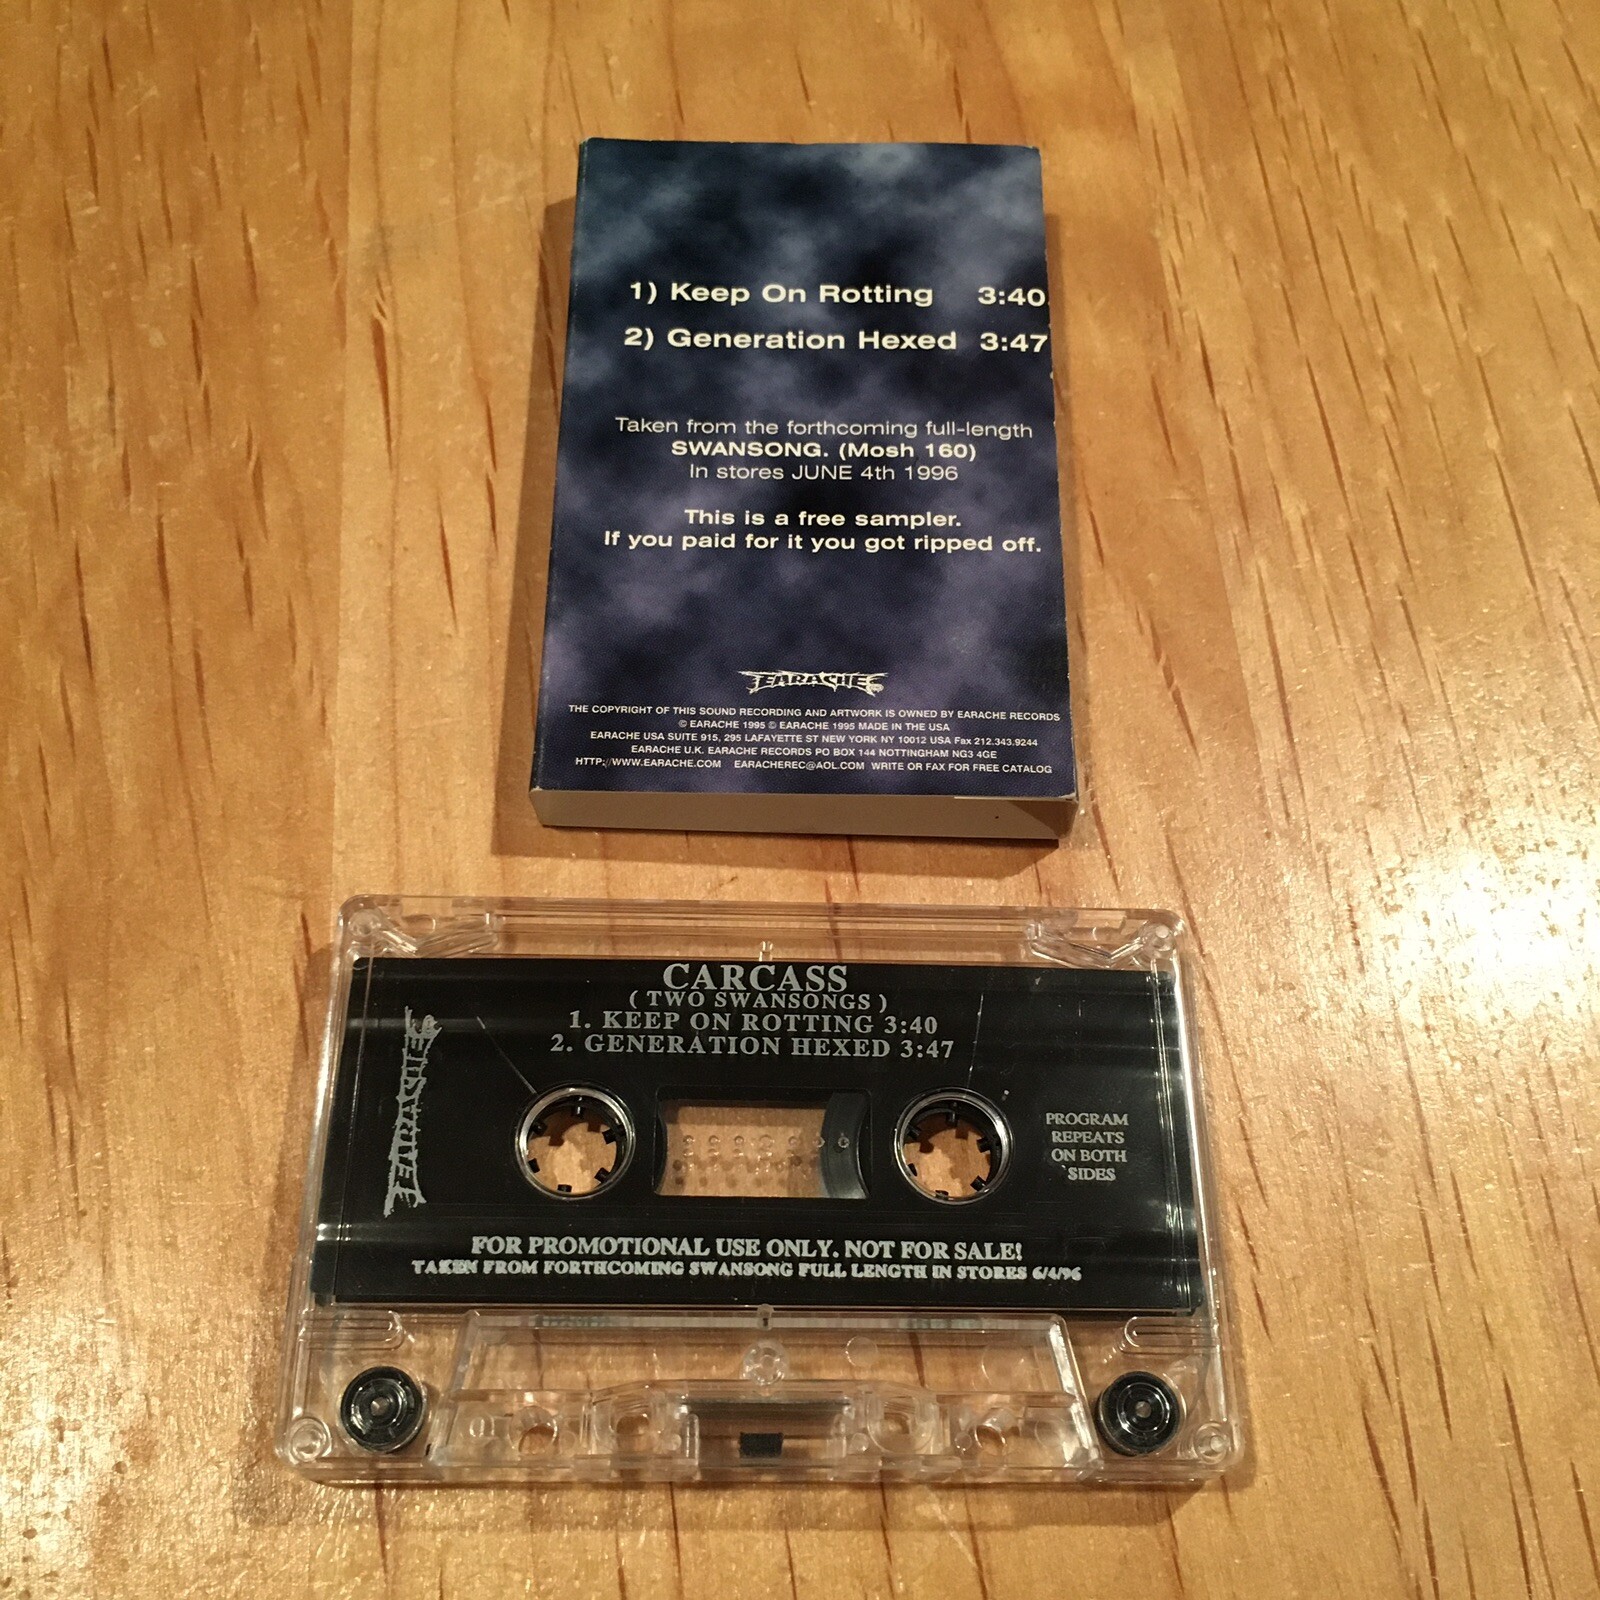 1) Keep On Rotting 3:40
2) Generation Hexed 3:47
Taken from the forthcoming full-length
SWANSONG. (Mosh 160)
In stores JUNE 4th 1996
This is a free sampler.
If you paid for it you got ripped off.
EARACHE
THE COPYRIGHT OF THIS SOUND RECORDING AND ARTWORK IS OWNED BY EARACHE RECORDS
© EARACHE 1995 © EARACHE 1995 MADE IN THE USA
EARACHE USA SUITE 915, 295 LAFAYETTE ST NEW YORK NY 10012 USA Fax 212.343.9244
EARACHE U.K. EARACHE RECORDS PO BOX 144 NOTTINGHAM NG3 4GE
HTTP://WWW.EARACHE.COM EARACHEREC@AOL.COM WRITE OR FAX FOR FREE CATALOG
CARCASS
( TWO SWANSONGS )
1. KEEP ON ROTTING 3:40
2. GENERATION HEXED 3:47
EARACHE
PROGRAM
REPEATS
ON BOTH
SIDES
FOR PROMOTIONAL USE ONLY. NOT FOR SALE!
TAKEN FROM FORTHCOMING SWANSONG FULL LENGTH IN STORES 6/4/96